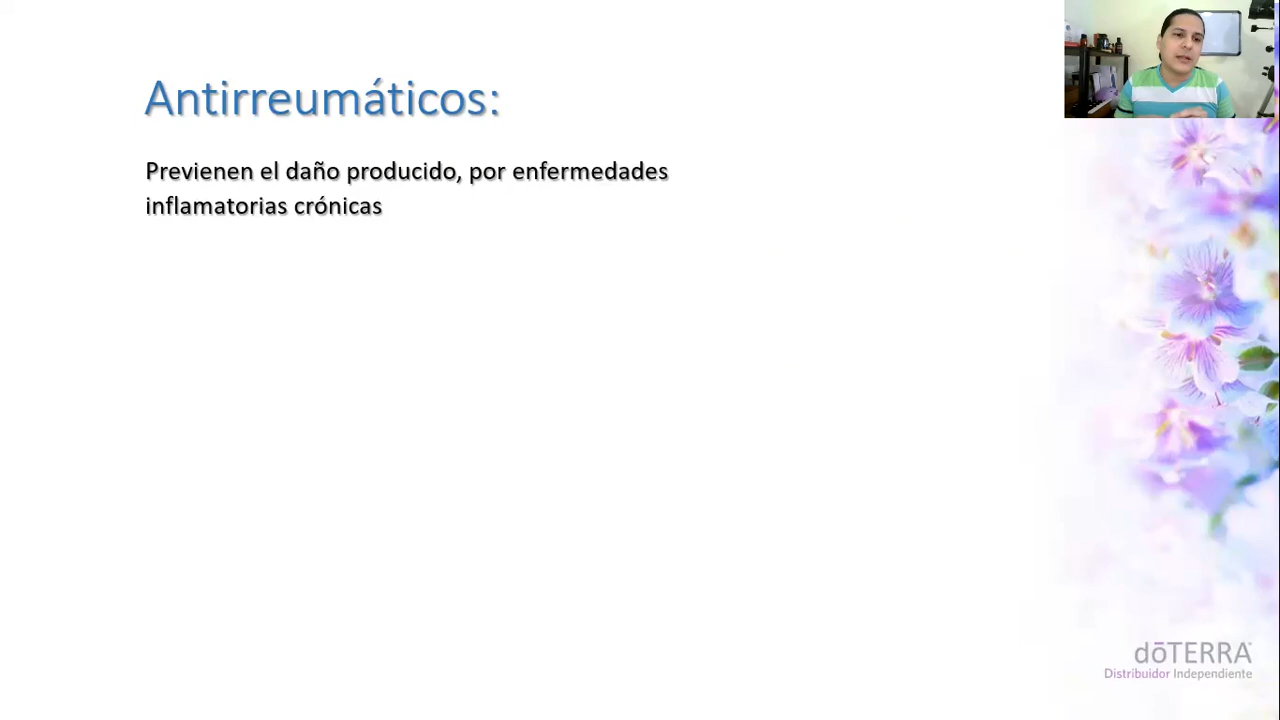 Antirreumáticos:
Previenen el daño producido, por enfermedades
inflamatorias crónicas
dōTERRA
Distribuidor Independiente